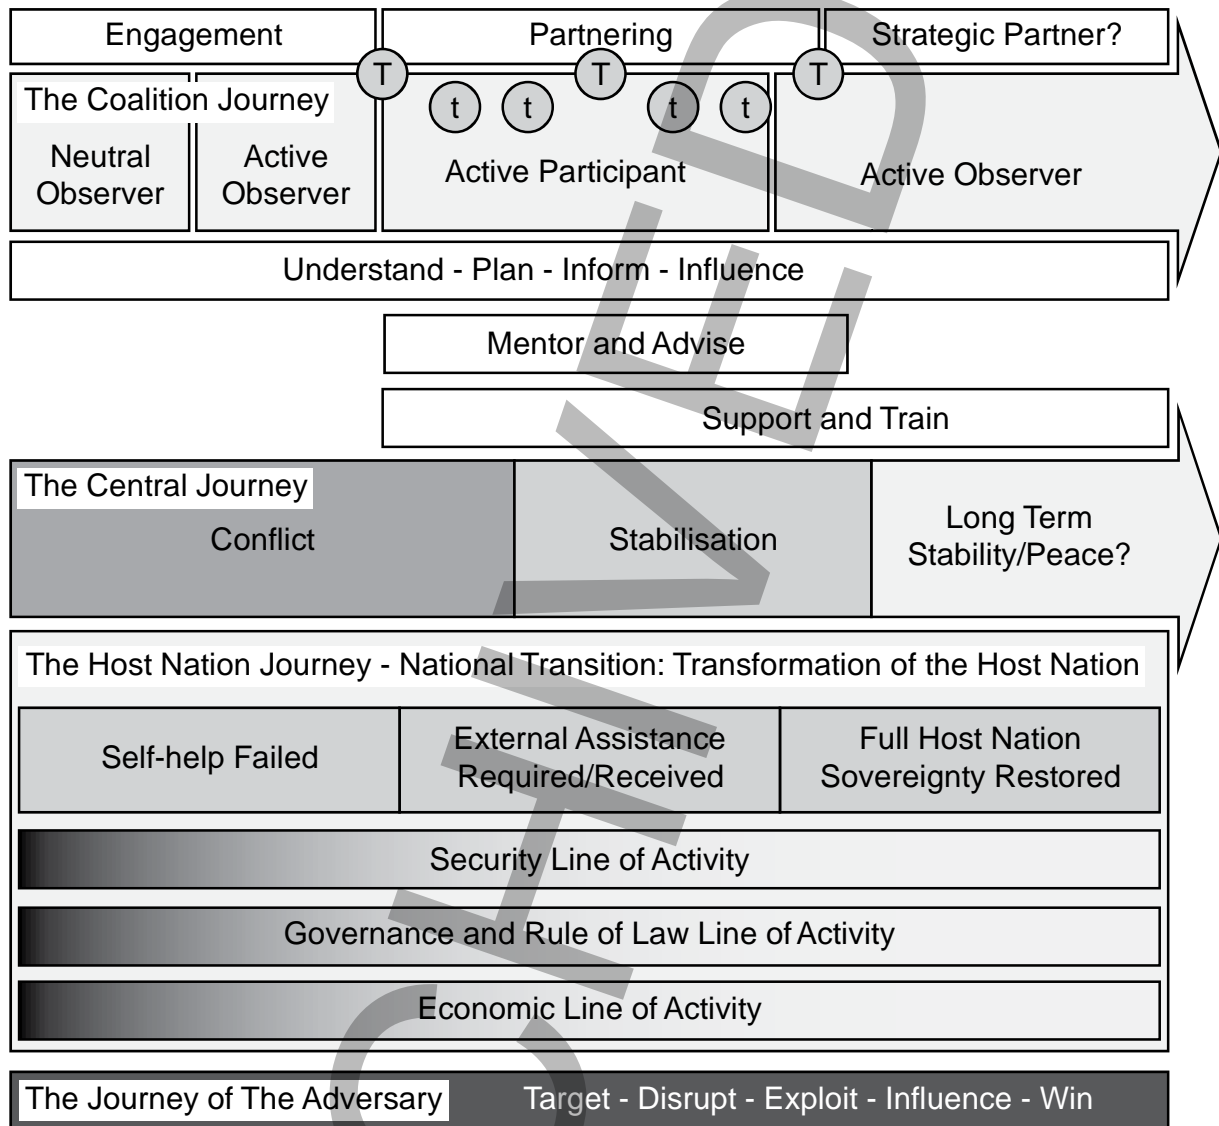 Engagement
Partnering
Strategic Partner?
T
T
T
The Coalition Journey
t
t
t
t
Neutral
Observer
Active
Observer
Active Participant
Active Observer
Understand - Plan - Inform - Influence
Mentor and Advise
Support and Train
The Central Journey
Conflict
Stabilisation
Long Term
Stability/Peace?
The Host Nation Journey - National Transition: Transformation of the Host Nation
Self-help Failed
External Assistance
Required/Received
Full Host Nation
Sovereignty Restored
Security Line of Activity
Governance and Rule of Law Line of Activity
Economic Line of Activity
The Journey of The Adversary
Target - Disrupt - Exploit - Influence - Win
CHIVED